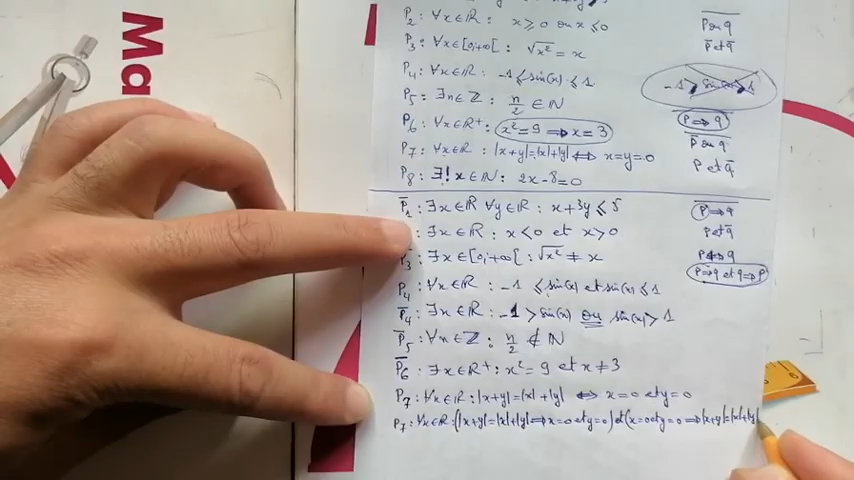 Ma
P₂ : ∀x∈ℝ : x ≥ 0 ou x ≤ 0
P₃ : ∀x∈[0,+∞[ : √x² = x
P₄ : ∀x∈ℝ : -1 ≤ sin(x) ≤ 1
P₅ : ∃n∈ℤ : n/2 ∈ ℕ
P₆ : ∀x∈ℝ⁺ : x² = 9 ⟹ x = 3
P₇ : ∀x∈ℝ : |x+y|=|x|+|y| ⟺ x=y=0
P₈ : ∃! x∈ℕ : 2x-8=0
P̅₁ : ∃x∈ℝ ∀y∈ℝ : x+3y ≤ 5
: ∃x∈ℝ : x<0 et x>0
P̅₃ : ∃x∈[0,+∞[ : √x² ≠ x
P₄ : ∀x∈ℝ : -1 ≤ sin(x) et sin(x) ≤ 1
P̅₄ : ∃x∈ℝ : -1 > sin(x) ou sin(x) > 1
P̅₅ : ∀n∈ℤ : n/2 ∉ ℕ
P̅₆ : ∃x∈ℝ⁺ : x² = 9 et x ≠ 3
P₇ : ∀x∈ℝ : |x+y|=|x|+|y| ⟺ x=0 et y=0
P₇ : ∀x∈ℝ : (|x+y|=|x|+|y| ⟹ x=0 et y=0) et (x=0 et y=0 ⟹ |x+y|=|x|+|y|
p ou q
p̅ et q̅
-1 > sin(x) > 1
p ⟹ q
p̅ ou q
p et q̅
p ⟹ q
p et q̅
p ⟺ q
p⟹q et q⟹p